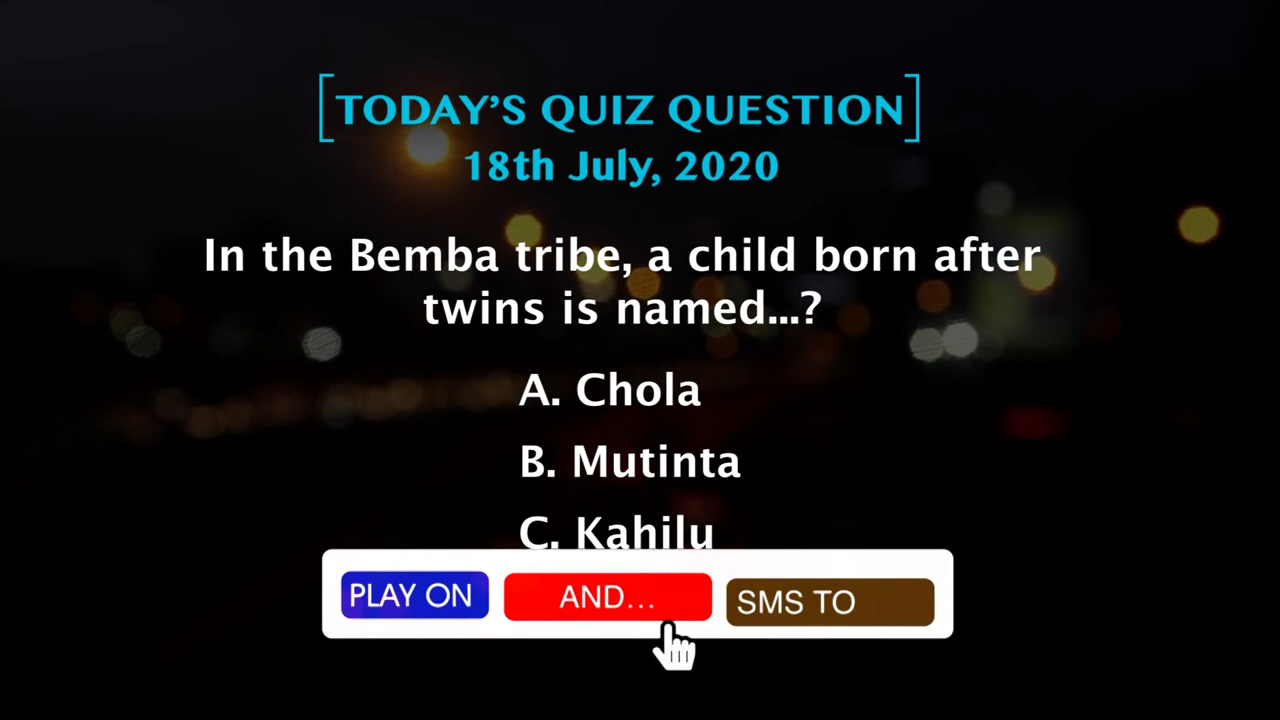 [TODAY'S QUIZ QUESTION]
18th July, 2020
In the Bemba tribe, a child born after
twins is named...?
A. Chola
B. Mutinta
C. Kahilu
PLAY ON
AND...
SMS TO